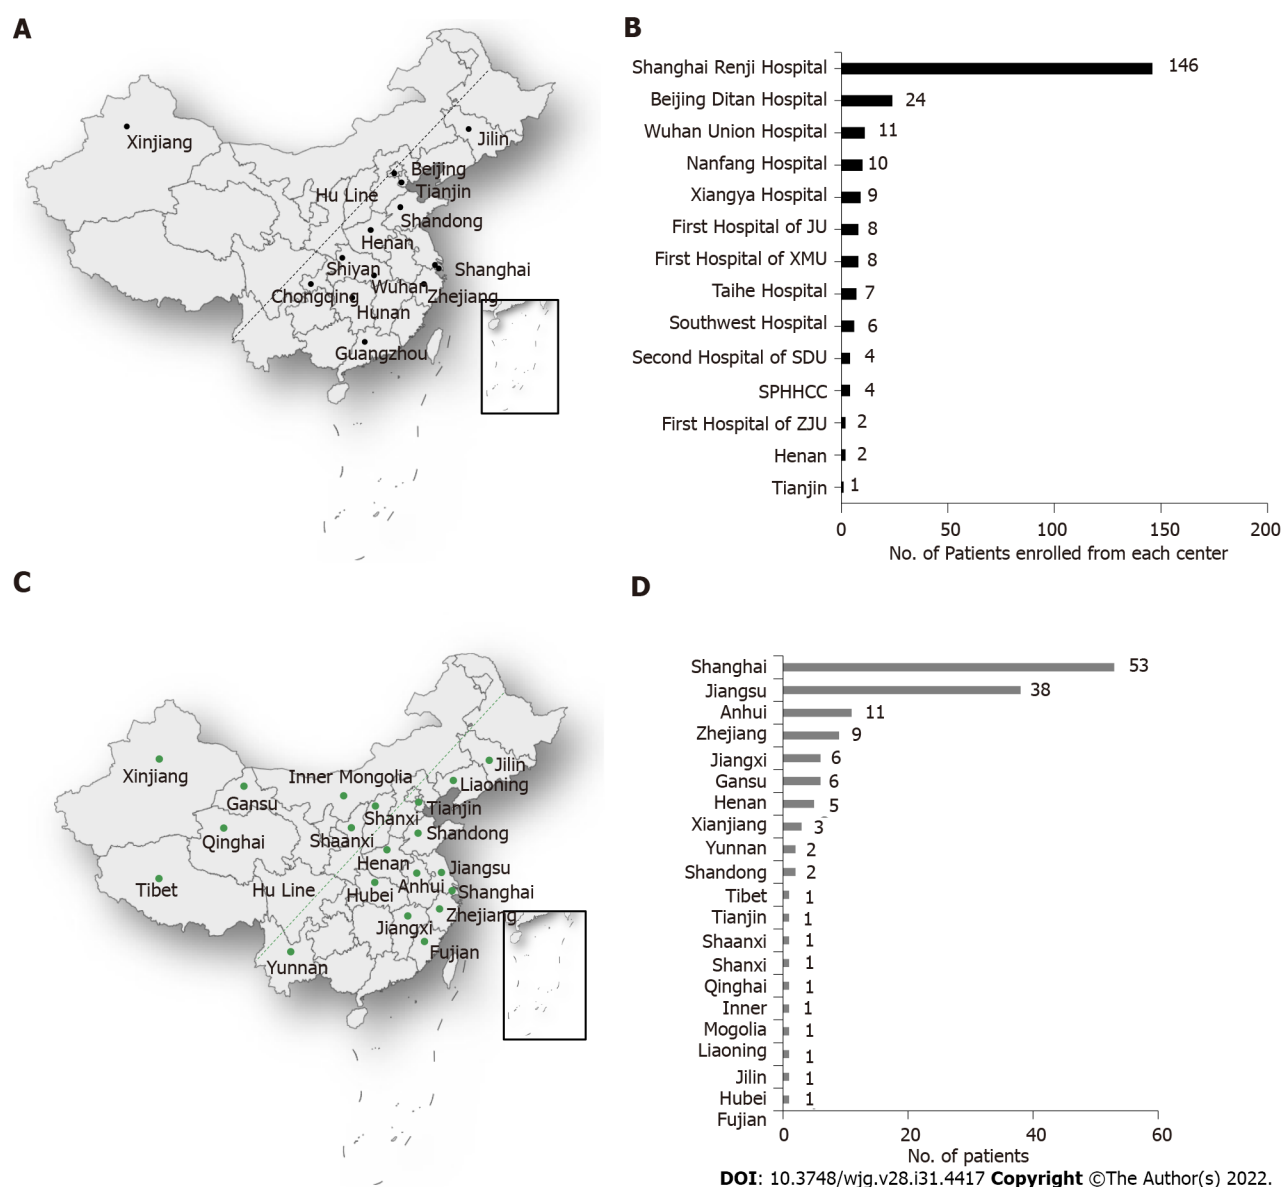 A
Xinjiang
Jilin
Beijing
Hu Line
Tianjin
Shandong
Henan
Shiyan
Shanghai
Chongqing
Wuhan
Zhejiang
Hunan
Guangzhou
B
Shanghai Renji Hospital 146
Beijing Ditan Hospital 24
Wuhan Union Hospital 11
Nanfang Hospital 10
Xiangya Hospital 9
First Hospital of JU 8
First Hospital of XMU 8
Taihe Hospital 7
Southwest Hospital 6
Second Hospital of SDU 4
SPHHCC 4
First Hospital of ZJU 2
Henan 2
Tianjin 1
0 50 100 150 200
No. of Patients enrolled from each center
C
Xinjiang
Inner Mongolia
Jilin
Liaoning
Gansu
Tianjin
Shanxi
Qinghai
Shaanxi
Shandong
Henan
Jiangsu
Tibet
Hu Line
Hubei
Anhui
Shanghai
Zhejiang
Jiangxi
Fujian
Yunnan
D
Shanghai 53
Jiangsu 38
Anhui 11
Zhejiang 9
Jiangxi 6
Gansu 6
Henan 5
Xianjiang 3
Yunnan 2
Shandong 2
Tibet 1
Tianjin 1
Shaanxi 1
Shanxi 1
Qinghai 1
Inner 1
Mogolia 1
Liaoning 1
Jilin 1
Hubei 1
Fujian
0 20 40 60
No. of patients
DOI: 10.3748/wjg.v28.i31.4417 Copyright ©The Author(s) 2022.